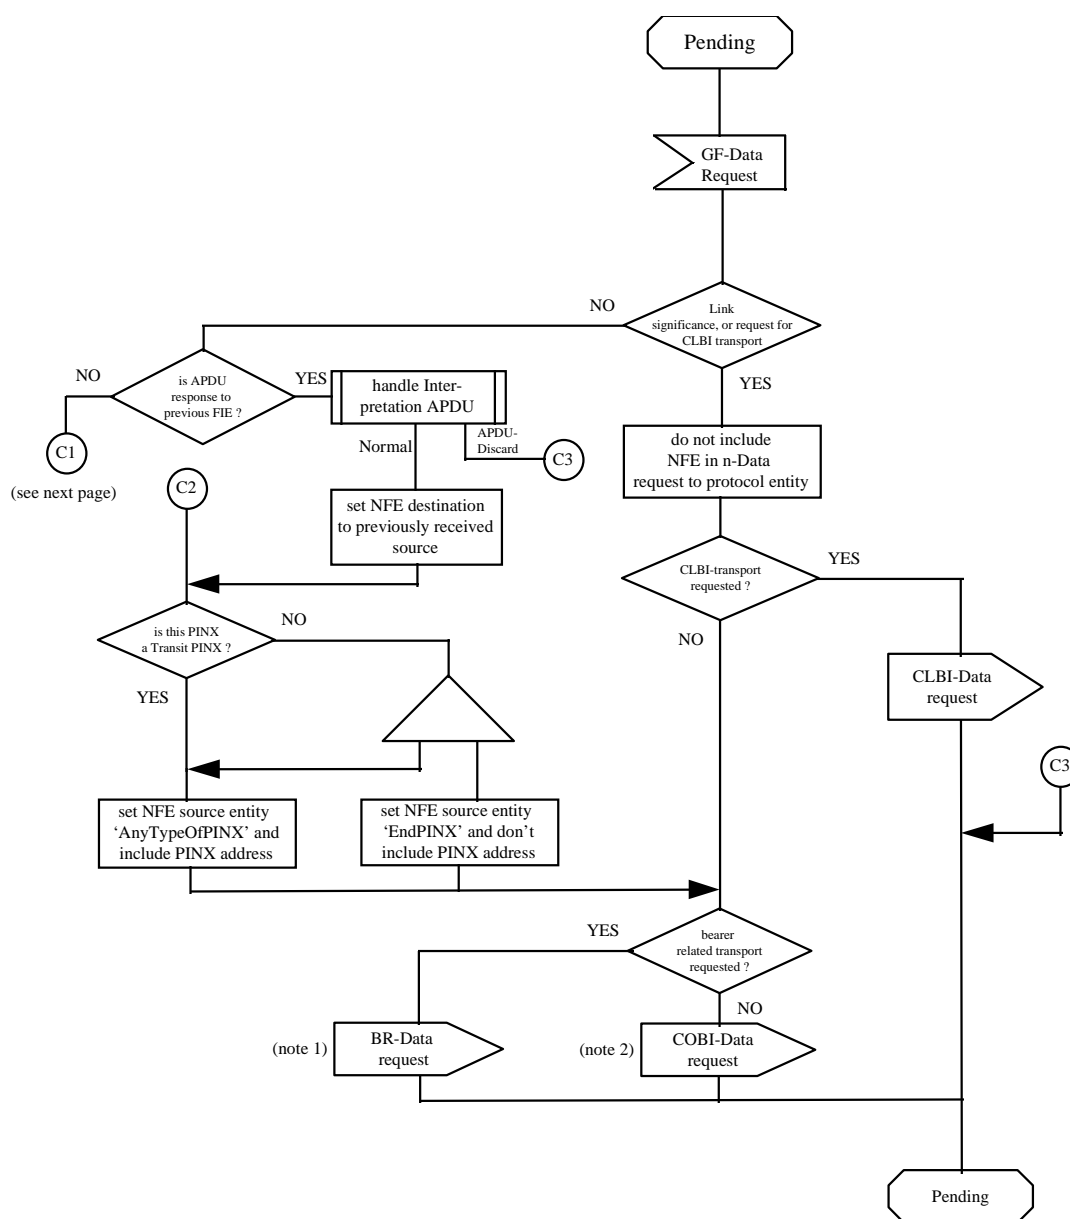 Pending
GF-Data
Request
NO
Link
significance, or request for
CLBI transport
YES
NO
is APDU
response to
previous FIE ?
YES
handle Inter-
pretation APDU
C1
(see next page)
Normal
APDU-
Discard
C3
do not include
NFE in n-Data
request to protocol entity
C2
set NFE destination
to previously received
source
CLBI-transport
requested ?
YES
NO
is this PINX
a Transit PINX ?
NO
YES
CLBI-Data
request
C3
set NFE source entity
‘AnyTypeOfPINX’ and
include PINX address
set NFE source entity
‘EndPINX’ and don’t
include PINX address
YES
bearer
related transport
requested ?
NO
(note 1)
BR-Data
request
(note 2)
COBI-Data
request
Pending